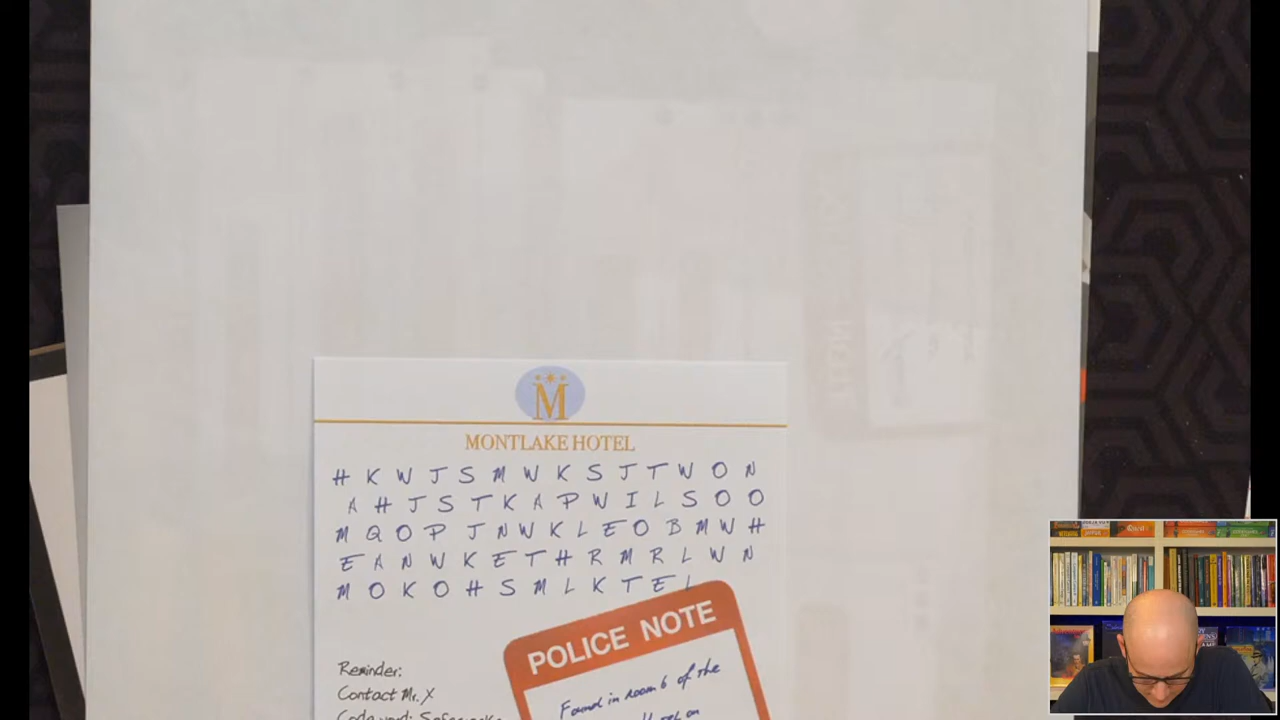 M
MONTLAKE HOTEL
H K W J S M W K S J T W O N
A H J S T K A P W I L S O O
M Q O P J N W K L E O B M W H
E A N W K E T H R M R L W N
M O K O H S M L K T E L
POLICE NOTE
Found in room 6 of the
Reminder:
Contact Mr. X